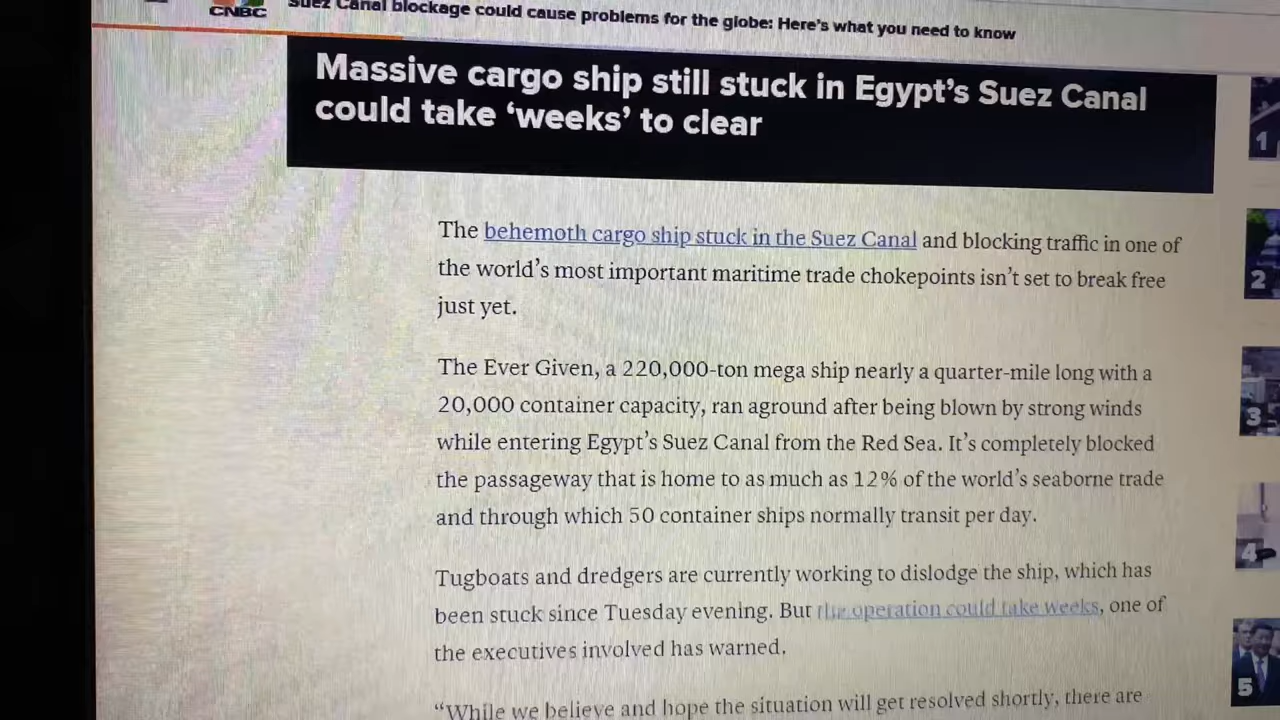 CNBC
Suez Canal blockage could cause problems for the globe: Here's what you need to know
Massive cargo ship still stuck in Egypt’s Suez Canal
could take ‘weeks’ to clear
The behemoth cargo ship stuck in the Suez Canal and blocking traffic in one of
the world’s most important maritime trade chokepoints isn’t set to break free
just yet.
The Ever Given, a 220,000-ton mega ship nearly a quarter-mile long with a
20,000 container capacity, ran aground after being blown by strong winds
while entering Egypt’s Suez Canal from the Red Sea. It’s completely blocked
the passageway that is home to as much as 12% of the world’s seaborne trade
and through which 50 container ships normally transit per day.
Tugboats and dredgers are currently working to dislodge the ship, which has
been stuck since Tuesday evening. But the operation could take weeks, one of
the executives involved has warned.
“While we believe and hope the situation will get resolved shortly, there are
1
2
3
4
5